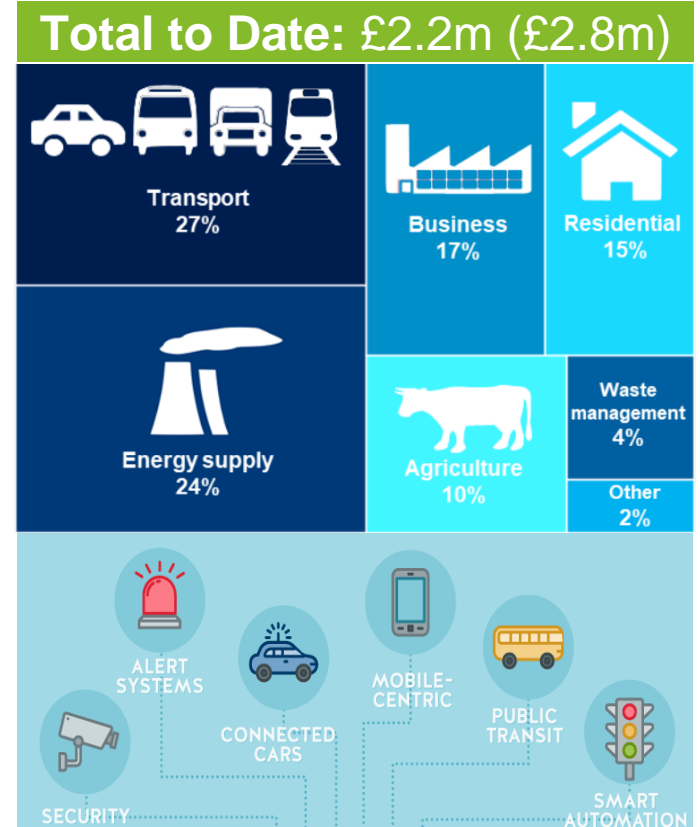 Total to Date: £2.2m (£2.8m)
Transport
27%
Business
17%
Residential
15%
Energy supply
24%
Agriculture
10%
Waste
management
4%
Other
2%
ALERT
SYSTEMS
CONNECTED
CARS
MOBILE-
CENTRIC
PUBLIC
TRANSIT
SECURITY
SMART
AUTOMATION